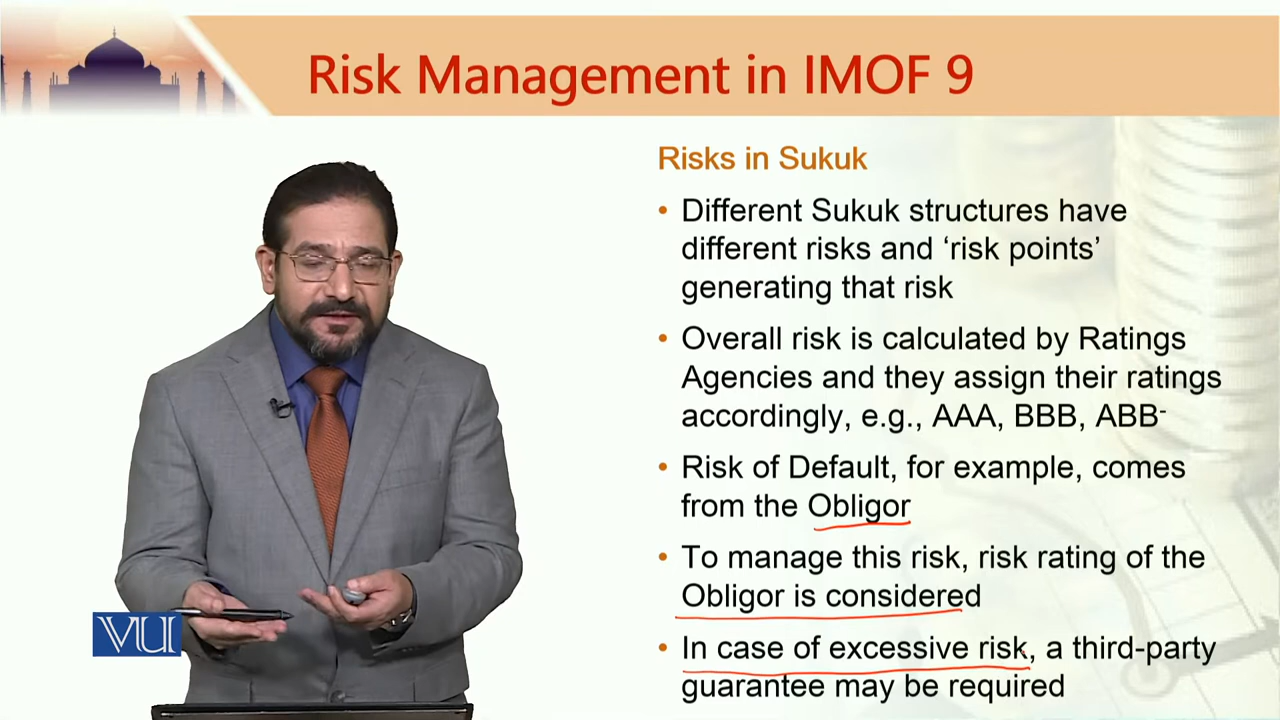 Risk Management in IMOF 9
Risks in Sukuk
• Different Sukuk structures have
different risks and ‘risk points’
generating that risk
• Overall risk is calculated by Ratings
Agencies and they assign their ratings
accordingly, e.g., AAA, BBB, ABB-
• Risk of Default, for example, comes
from the Obligor
• To manage this risk, risk rating of the
Obligor is considered
• In case of excessive risk, a third-party
guarantee may be required
VU